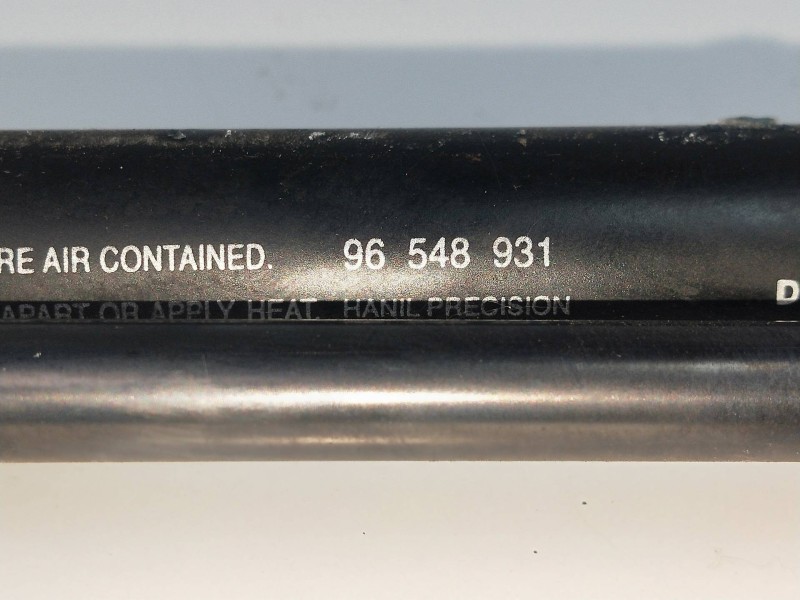 RE AIR CONTAINED. 96 548 931
APART OR APPLY HEAT HANIL PRECISION
D